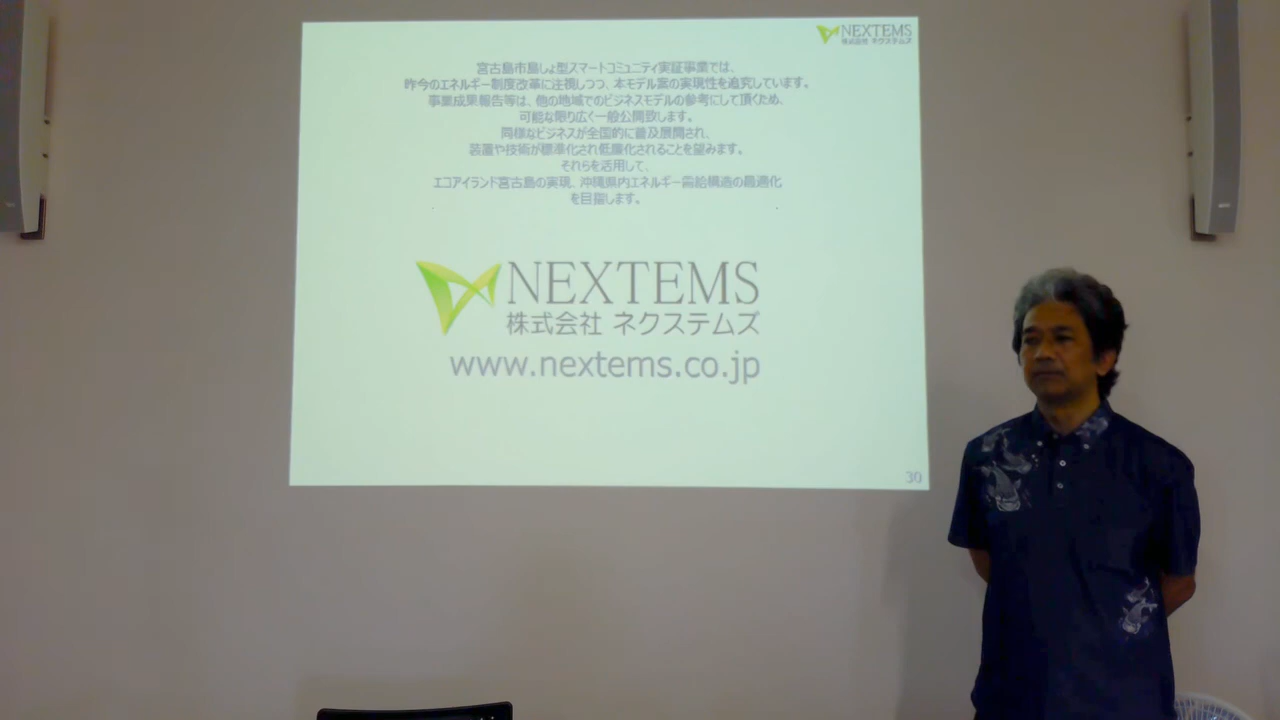 NEXTEMS
株式会社 ネクステムズ
宮古島市島しょ型スマートコミュニティ実証事業では、
昨今のエネルギー制度改革に注視しつつ、本モデル案の実現性を追究しています。
事業成果報告等は、他の地域でのビジネスモデルの参考にして頂くため、
可能な限り広く一般公開致します。
同様なビジネスが全国的に普及展開され、
装置や技術が標準化され低廉化されることを望みます。
それらを活用して、
エコアイランド宮古島の実現、沖縄県内エネルギー需給構造の最適化
を目指します。
NEXTEMS
株式会社 ネクステムズ
www.nextems.co.jp
30